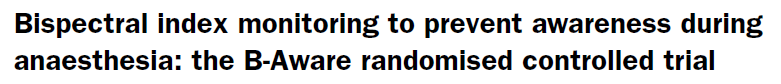 Bispectral index monitoring to prevent awareness during
anaesthesia: the B-Aware randomised controlled trial